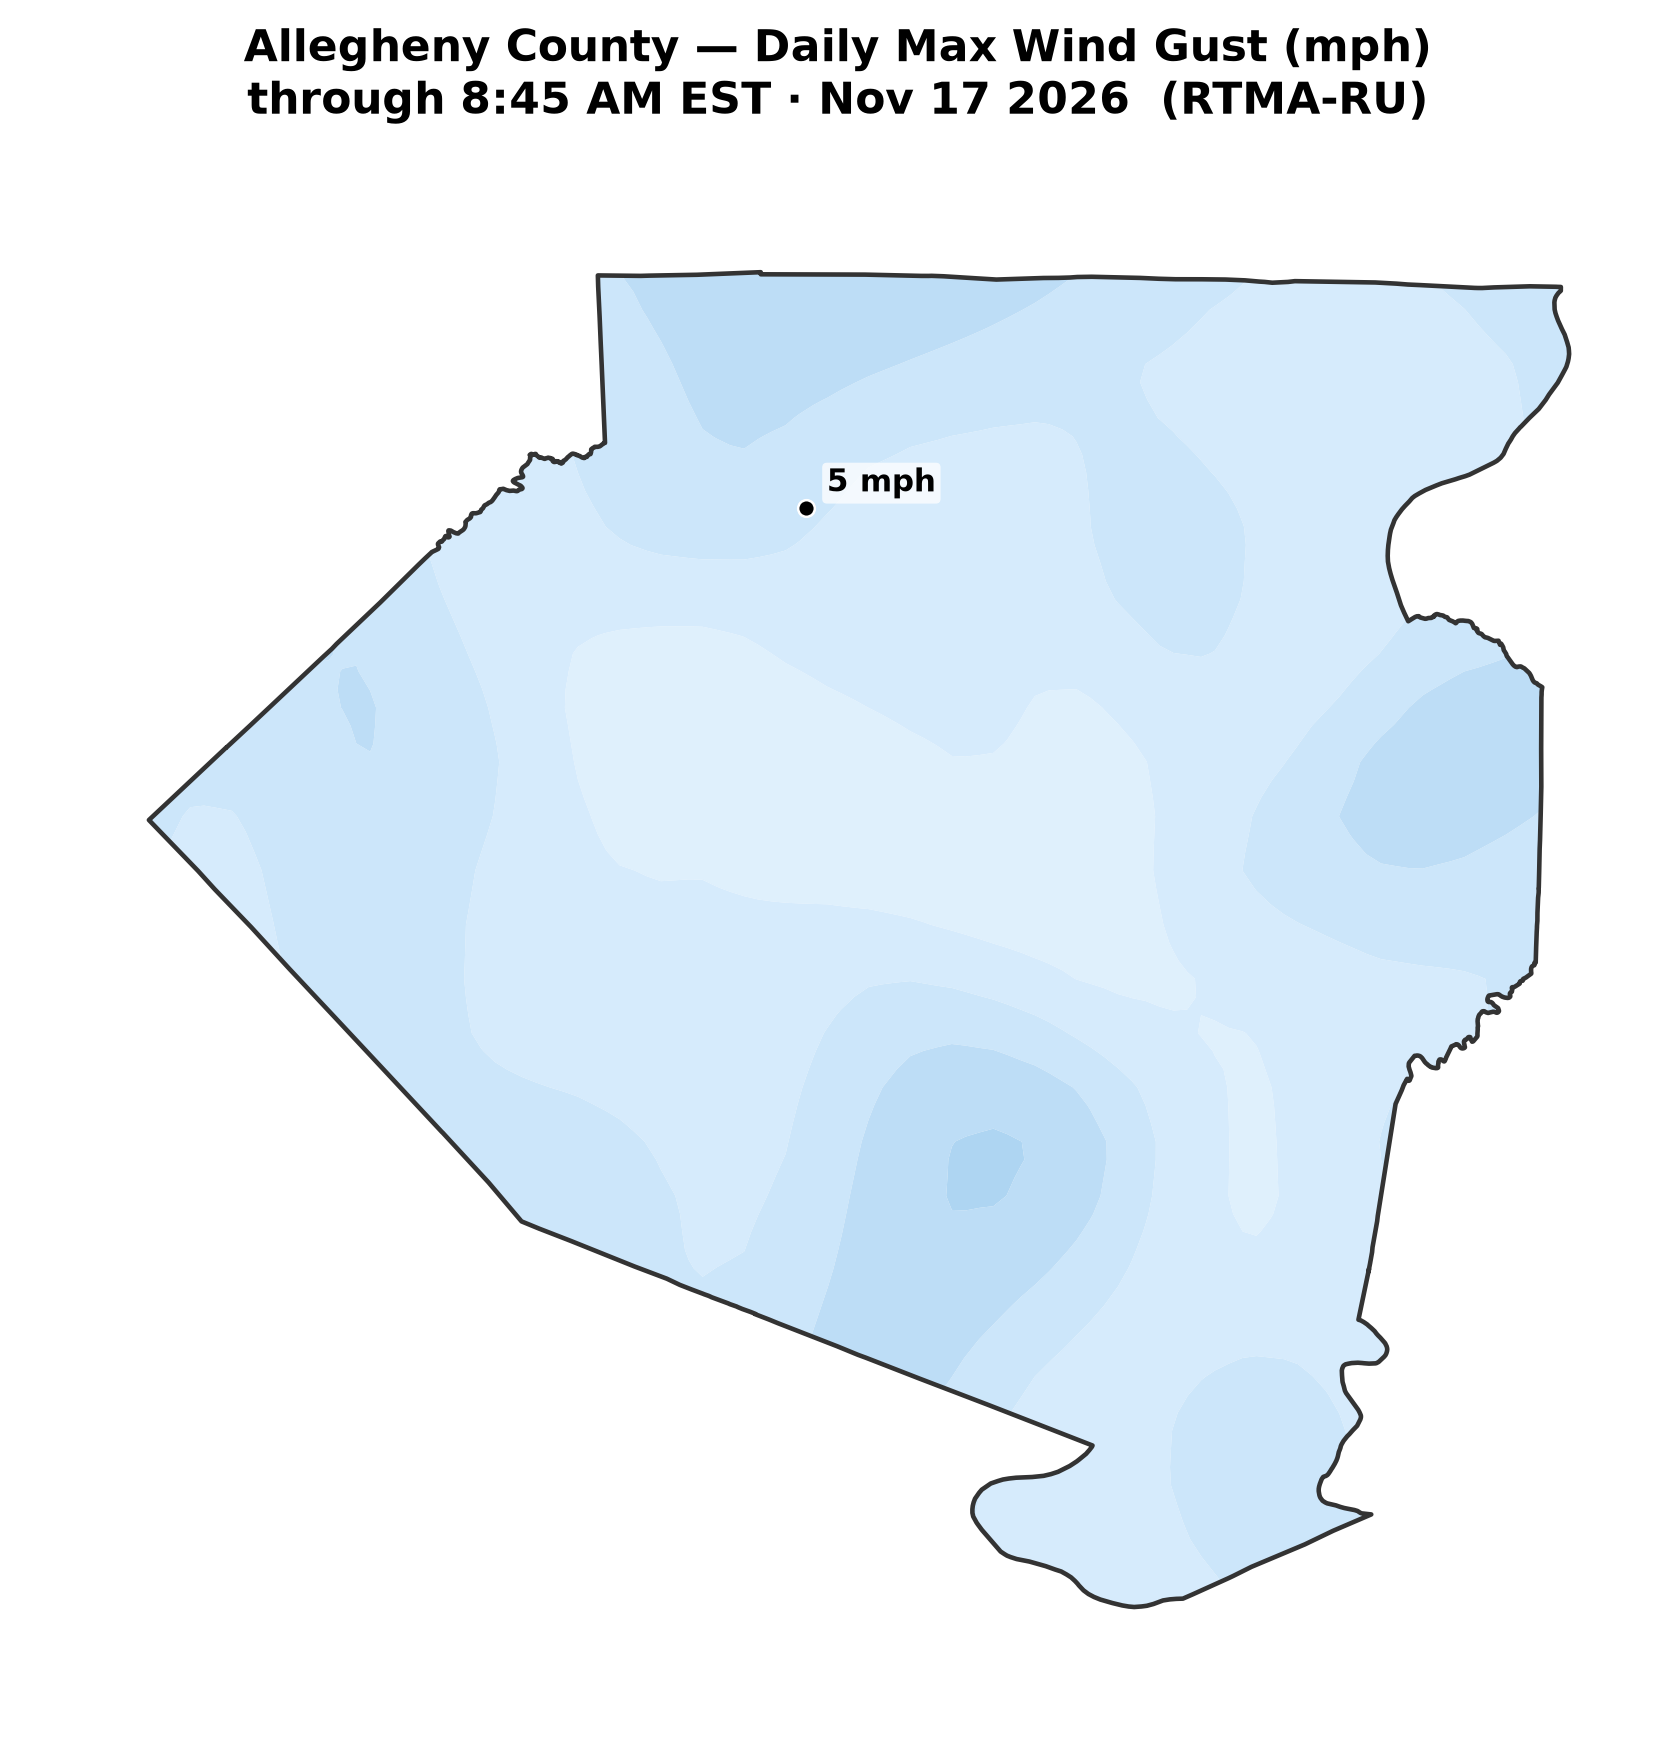 Allegheny County — Daily Max Wind Gust (mph)
through 8:45 AM EST · Nov 17 2026  (RTMA-RU)
5 mph